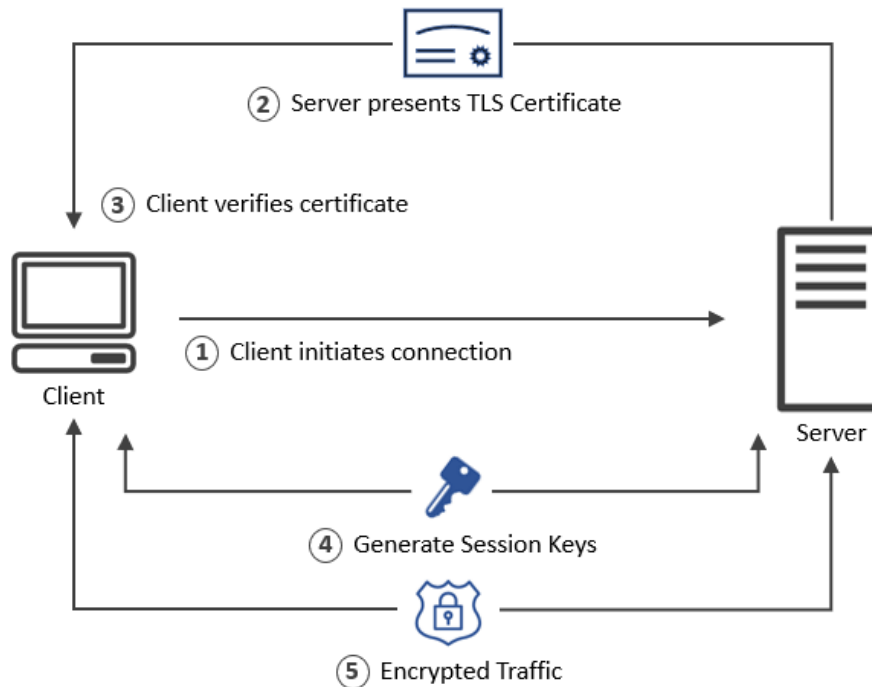 ② Server presents TLS Certificate
③ Client verifies certificate
① Client initiates connection
Client
Server
④ Generate Session Keys
⑤ Encrypted Traffic